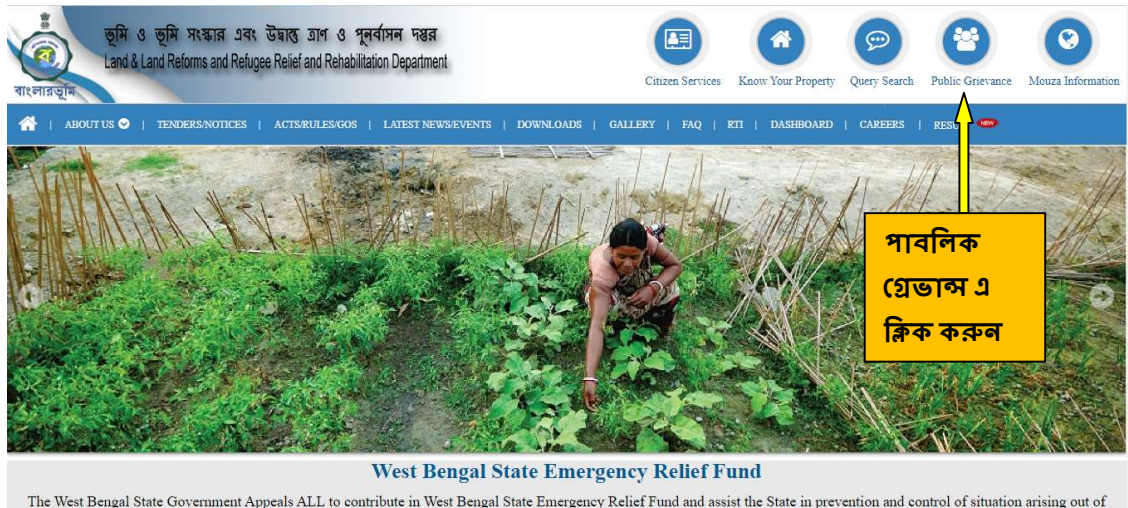 ভূমি ও ভূমি সংস্কার এবং উদ্বাস্তু ত্রাণ ও পুনর্বাসন দপ্তর
Land & Land Reforms and Refugee Relief and Rehabilitation Department
বাংলারভূমি
Citizen Services Know Your Property Query Search Public Grievance Mouza Information
ABOUT US | TENDERS/NOTICES | ACTS/RULES/GOS | LATEST NEWS/EVENTS | DOWNLOADS | GALLERY | FAQ | RTI | DASHBOARD | CAREERS | NEW
পাবলিক
গ্রেভান্স এ
ক্লিক করুন
West Bengal State Emergency Relief Fund
The West Bengal State Government Appeals ALL to contribute in West Bengal State Emergency Relief Fund and assist the State in prevention and control of situation arising out of